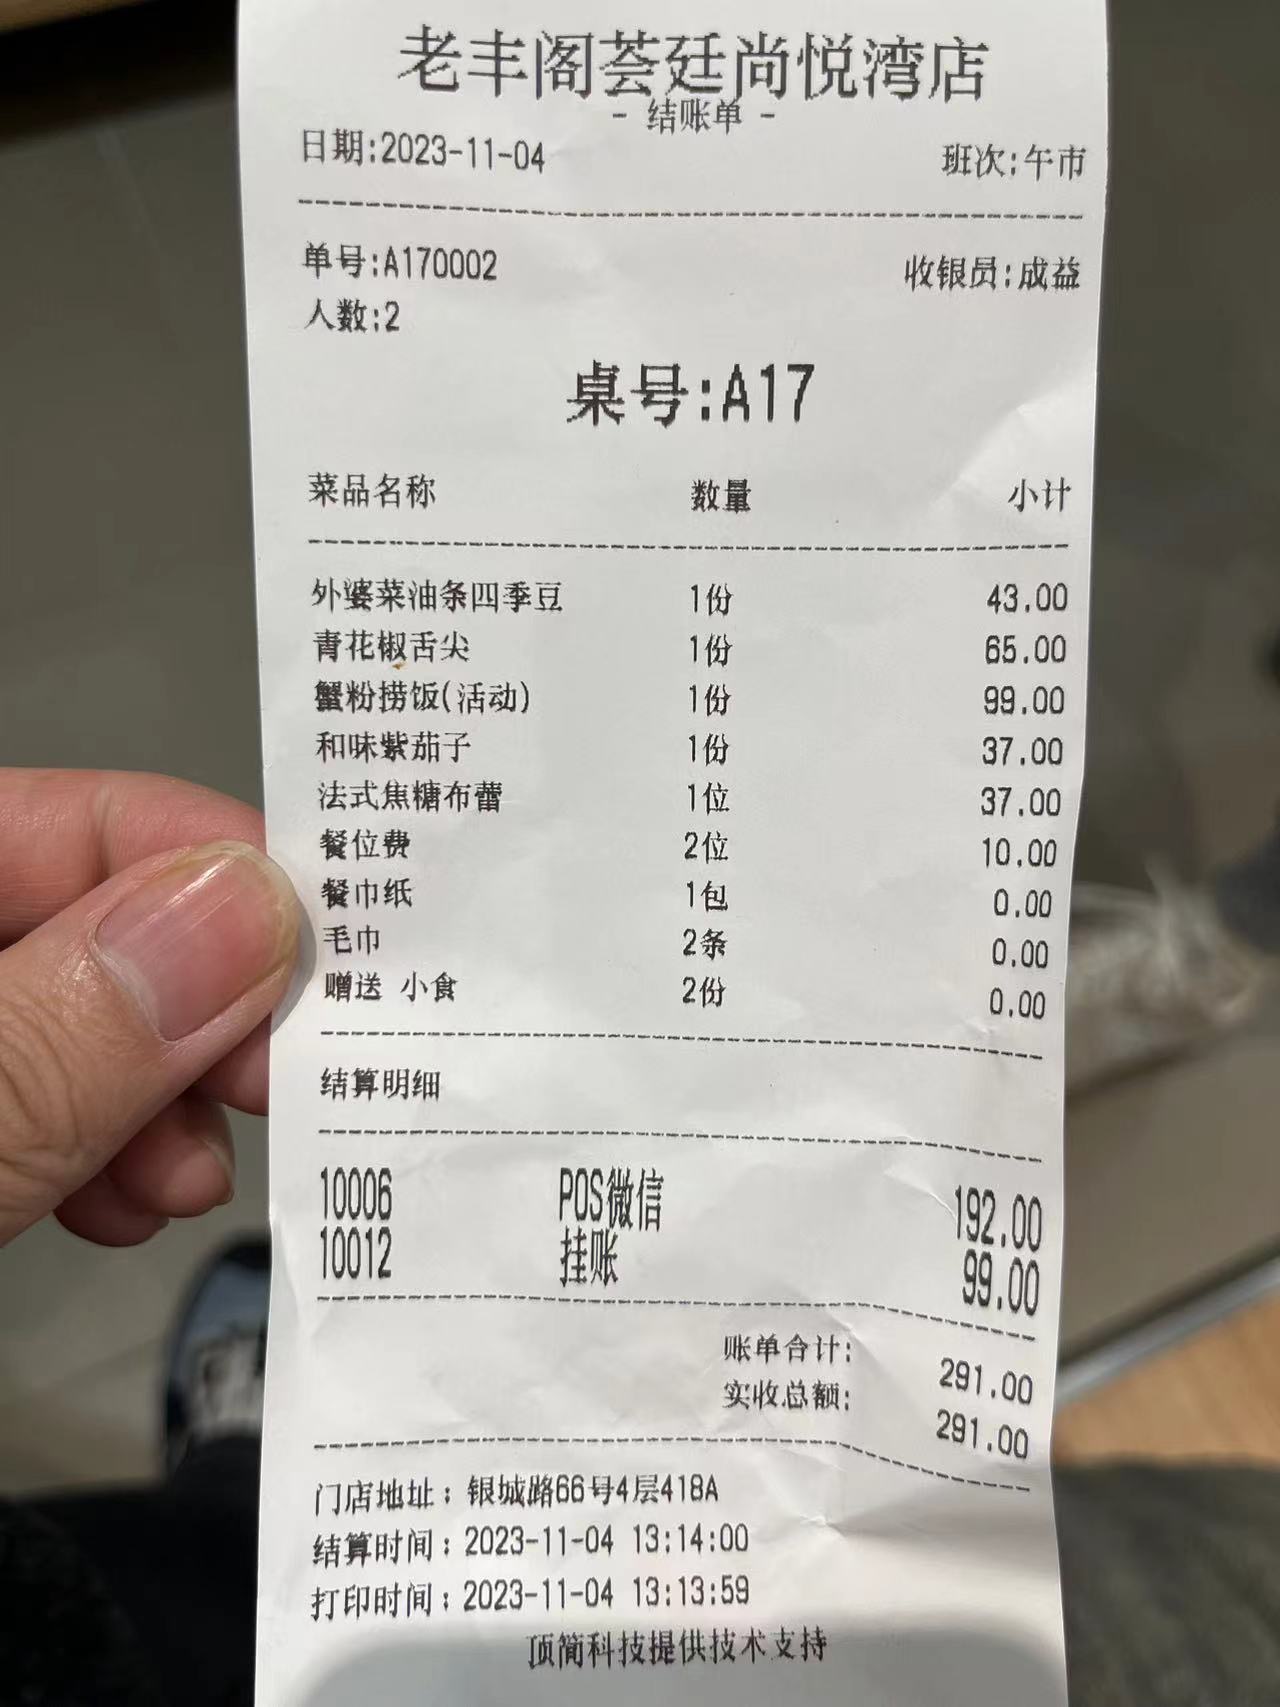 老丰阁荟廷尚悦湾店
- 结账单 -
日期:2023-11-04 班次:午市
单号:A170002 收银员:成益
人数:2
桌号:A17
菜品名称 数量 小计
外婆菜油条四季豆 1份 43.00
青花椒舌尖 1份 65.00
蟹粉捞饭(活动) 1份 99.00
和味紫茄子 1份 37.00
法式焦糖布蕾 1位 37.00
餐位费 2位 10.00
餐巾纸 1包 0.00
毛巾 2条 0.00
赠送 小食 2份 0.00
结算明细
10006 POS微信 192.00
10012 挂账 99.00
账单合计: 291.00
实收总额: 291.00
门店地址：银城路66号4层418A
结算时间：2023-11-04 13:14:00
打印时间：2023-11-04 13:13:59
顶简科技提供技术支持